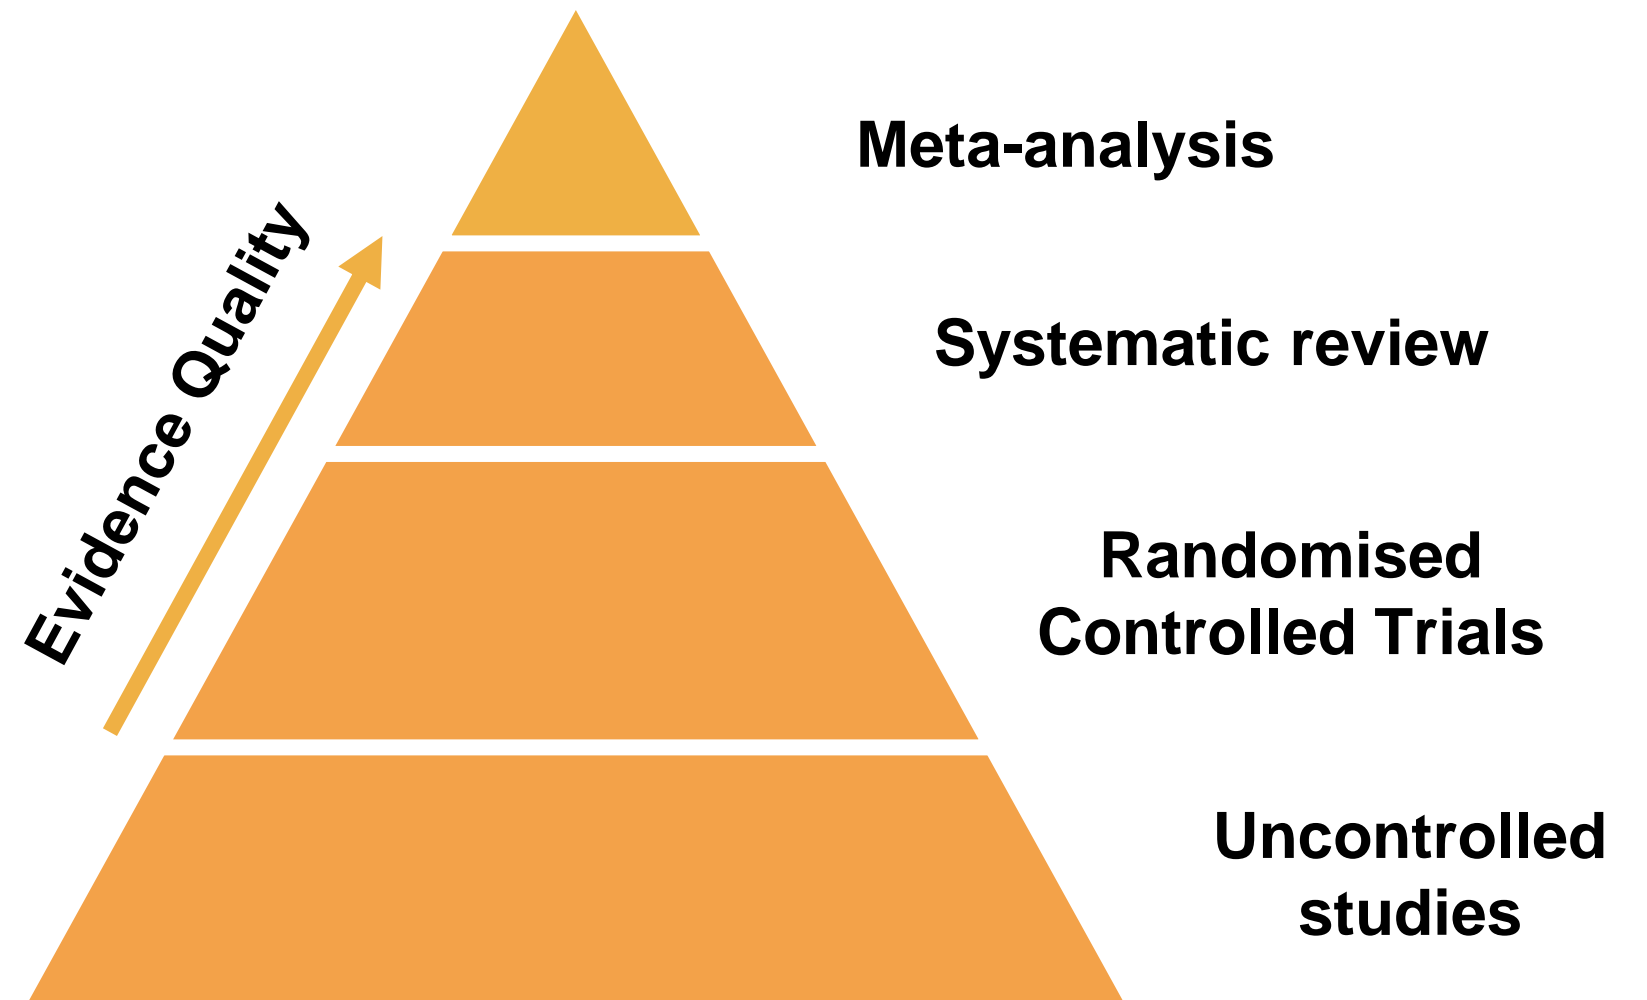 Meta-analysis
Evidence Quality
Systematic review
Randomised
Controlled Trials
Uncontrolled
studies